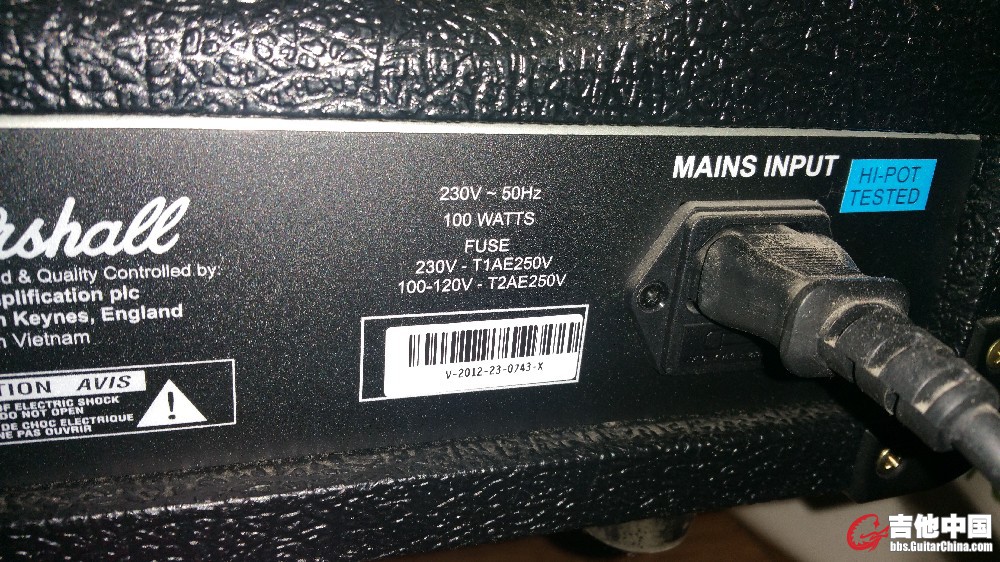 MAINS INPUT
HI-POT
TESTED
230V ~ 50Hz
100 WATTS
FUSE
230V - T1AE250V
100-120V - T2AE250V
rshall
d & Quality Controlled by:
plification plc
n Keynes, England
n Vietnam
V-2012-23-0743-X
TION AVIS
OF ELECTRIC SHOCK
DO NOT OPEN
DE CHOC ELECTRIQUE
NE PAS OUVRIR
吉他中国
bbs.GuitarChina.com